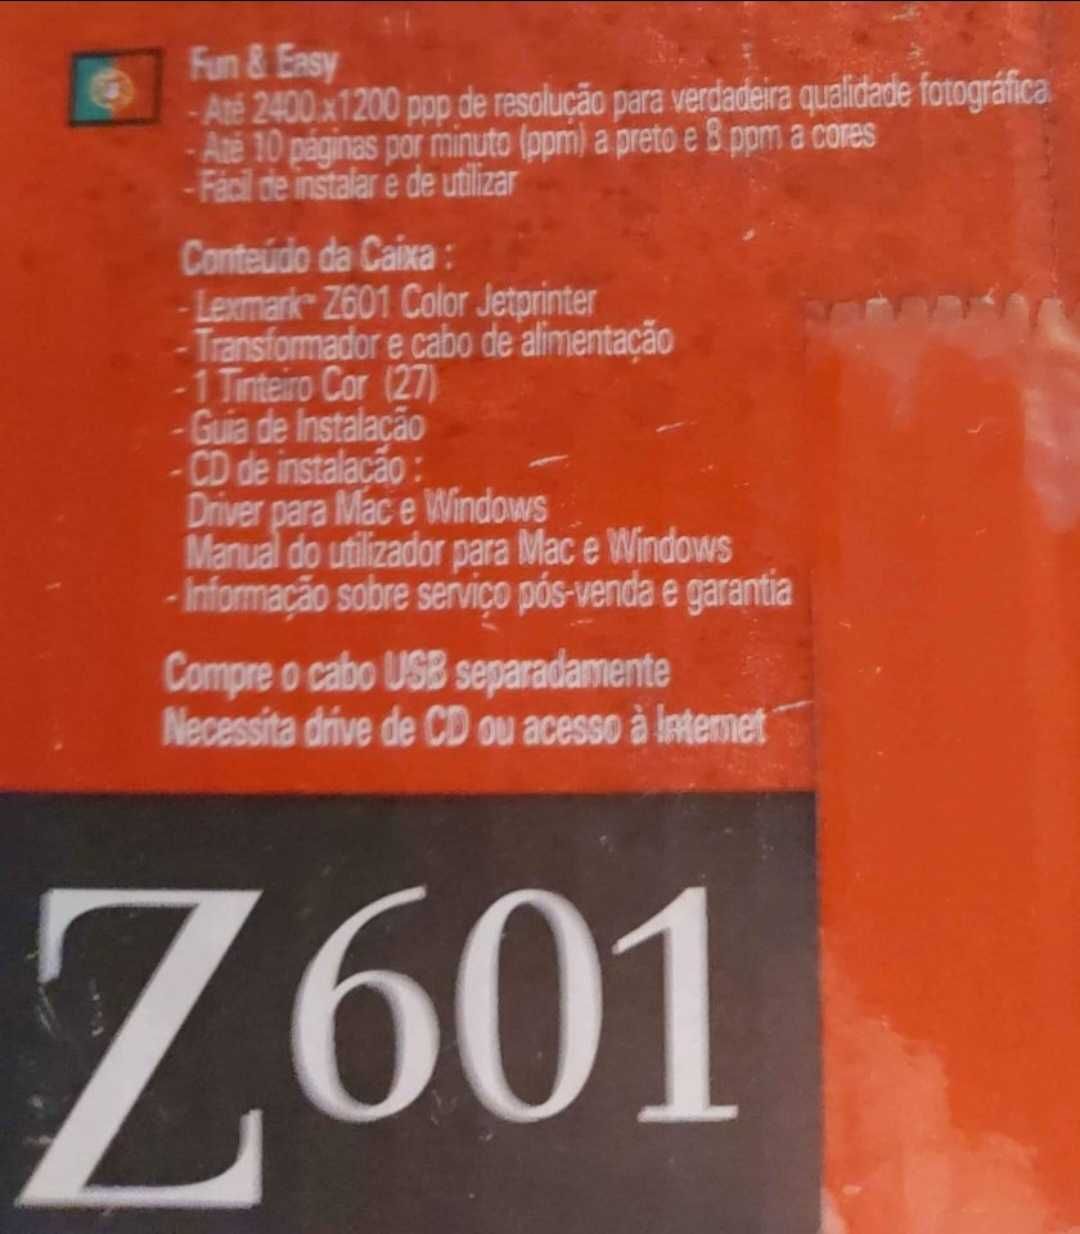 Fun & Easy
- Até 2400 x1200 ppp de resolução para verdadeira qualidade fotográfica
- Até 10 páginas por minuto (ppm) a preto e 8 ppm a cores
- Fácil de instalar e de utilizar
Conteúdo da Caixa :
- Lexmark™ Z601 Color Jetprinter
- Transformador e cabo de alimentação
- 1 Tinteiro Cor (27)
- Guia de Instalação
- CD de instalação :
Driver para Mac e Windows
Manual do utilizador para Mac e Windows
- Informação sobre serviço pós-venda e garantia
Compre o cabo USB separadamente
Necessita drive de CD ou acesso à Internet
Z601